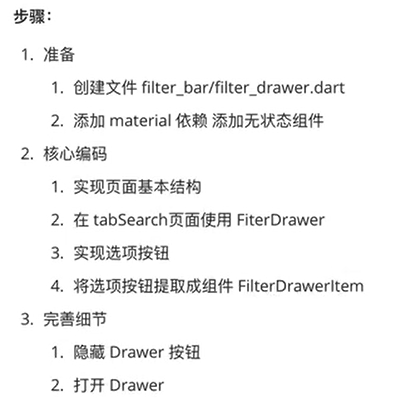 步骤：
1. 准备
1. 创建文件 filter_bar/filter_drawer.dart
2. 添加 material 依赖 添加无状态组件
2. 核心编码
1. 实现页面基本结构
2. 在 tabSearch页面使用 FiterDrawer
3. 实现选项按钮
4. 将选项按钮提取成组件 FilterDrawerItem
3. 完善细节
1. 隐藏 Drawer 按钮
2. 打开 Drawer